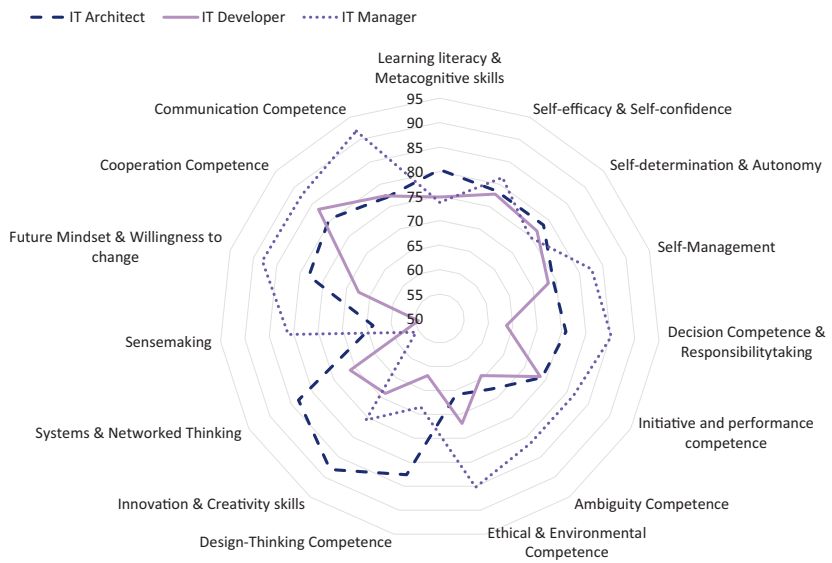 IT Architect
IT Developer
IT Manager
Learning literacy &
Metacognitive skills
Communication Competence
Self-efficacy & Self-confidence
Cooperation Competence
Self-determination & Autonomy
Future Mindset & Willingness to
change
Self-Management
Sensemaking
Decision Competence &
Responsibilitytaking
Systems & Networked Thinking
Initiative and performance
competence
Innovation & Creativity skills
Ambiguity Competence
Design-Thinking Competence
Ethical & Environmental
Competence
95
90
85
80
75
70
65
60
55
50